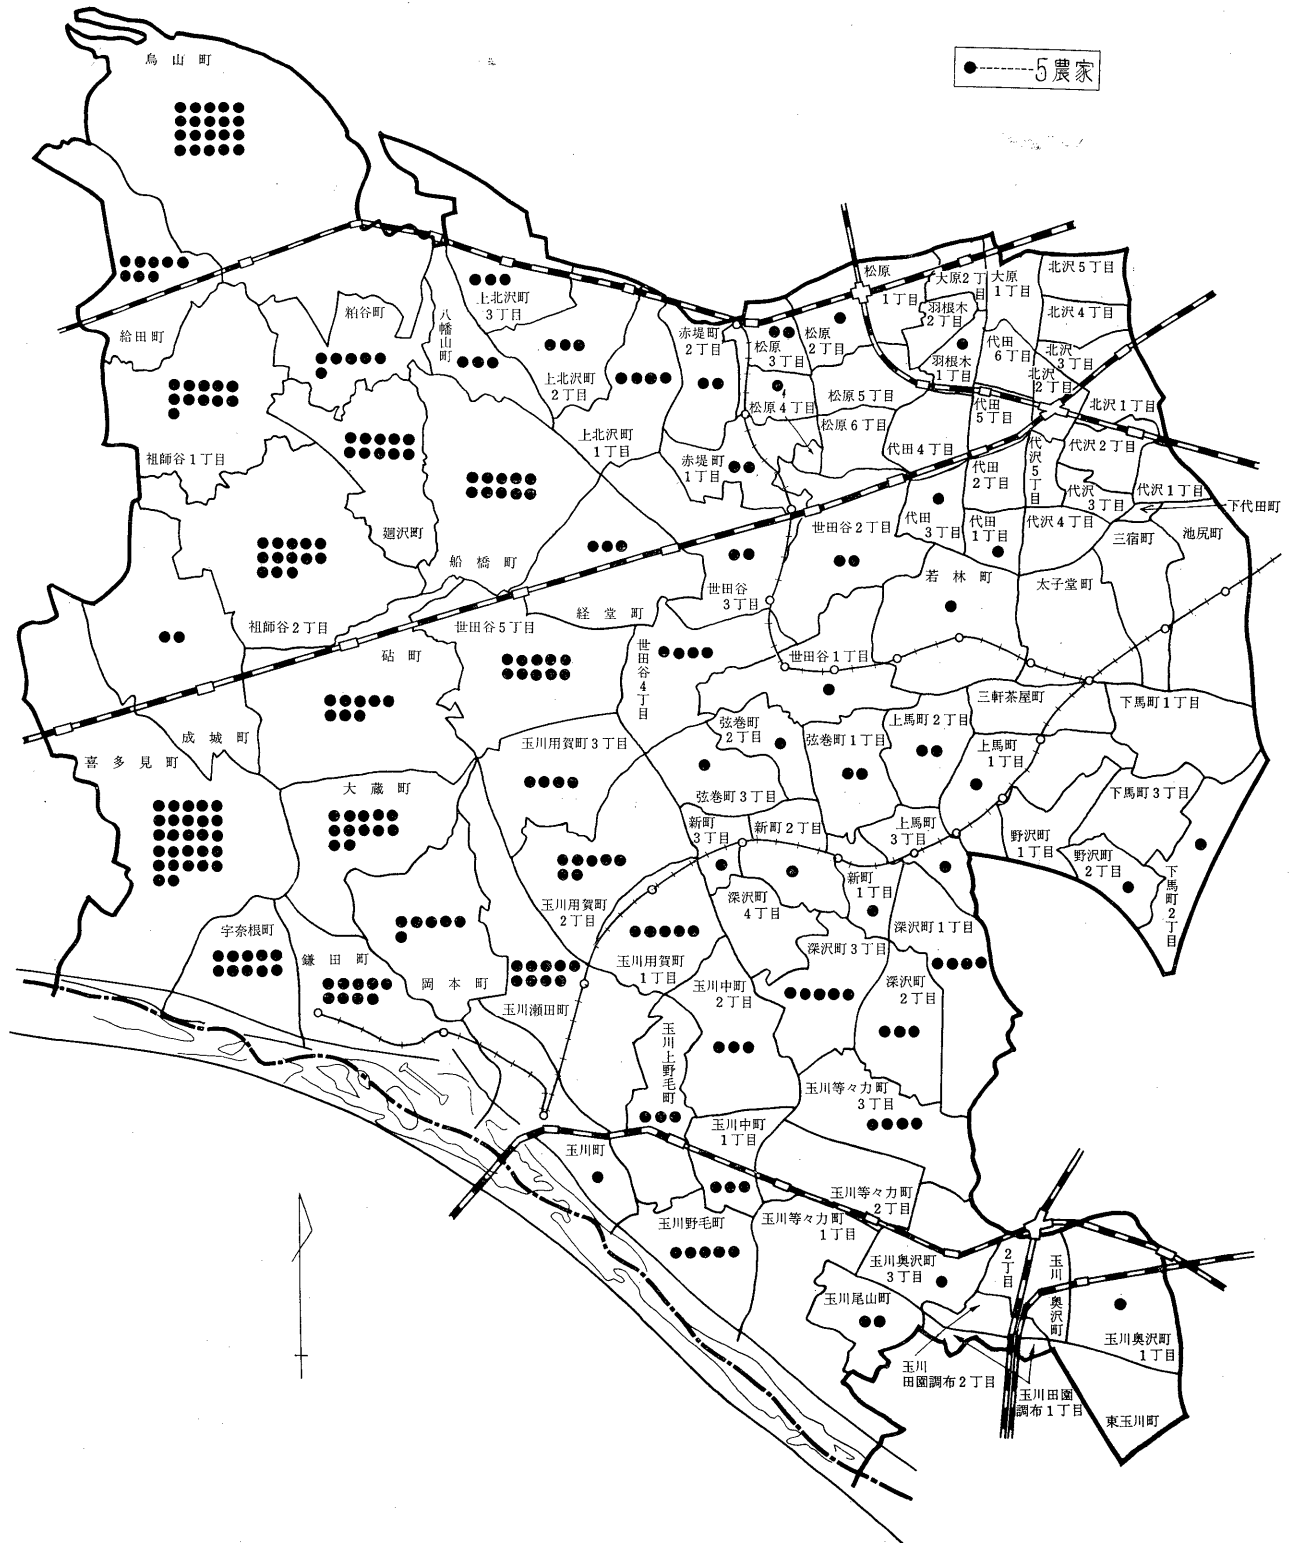 烏山町
5農家
給田町
粕谷町
八幡山町
上北沢町
3丁目
上北沢町
2丁目
上北沢町
1丁目
赤堤町
2丁目
赤堤町
1丁目
松原
1丁目
松原
2丁目
松原
3丁目
松原4丁目
松原5丁目
松原6丁目
大原2丁目
大原
1丁目
羽根木
2丁目
羽根木
1丁目
北沢5丁目
北沢4丁目
北沢
3丁目
北沢
2丁目
北沢1丁目
代田
6丁目
代田
5丁目
代田4丁目
代田
3丁目
代田
2丁目
代田
1丁目
代沢5丁目
代沢2丁目
代沢
3丁目
代沢1丁目
代沢4丁目
下代田町
三宿町
池尻町
祖師谷1丁目
廻沢町
船橋町
祖師谷2丁目
世田谷5丁目
経堂町
世田谷
3丁目
世田谷2丁目
若林町
太子堂町
砧町
世田谷4丁目
世田谷1丁目
三軒茶屋町
下馬町1丁目
成城町
喜多見町
大蔵町
玉川用賀町3丁目
弦巻町
2丁目
弦巻町1丁目
弦巻町3丁目
上馬町2丁目
上馬町
1丁目
上馬町
3丁目
下馬町3丁目
下馬町2丁目
野沢町
1丁目
野沢町
2丁目
新町
3丁目
新町2丁目
新町
1丁目
宇奈根町
鎌田町
岡本町
玉川用賀町
2丁目
玉川用賀町
1丁目
玉川瀬田町
深沢町
4丁目
深沢町3丁目
深沢町1丁目
深沢町
2丁目
玉川中町
2丁目
玉川上野毛町
玉川等々力町
3丁目
玉川中町
1丁目
玉川町
玉川野毛町
玉川等々力町
2丁目
玉川等々力町
1丁目
玉川奥沢町
3丁目
2丁目
玉川奥沢町
玉川尾山町
玉川奥沢町
1丁目
玉川
田園調布2丁目
玉川田園
調布1丁目
東玉川町